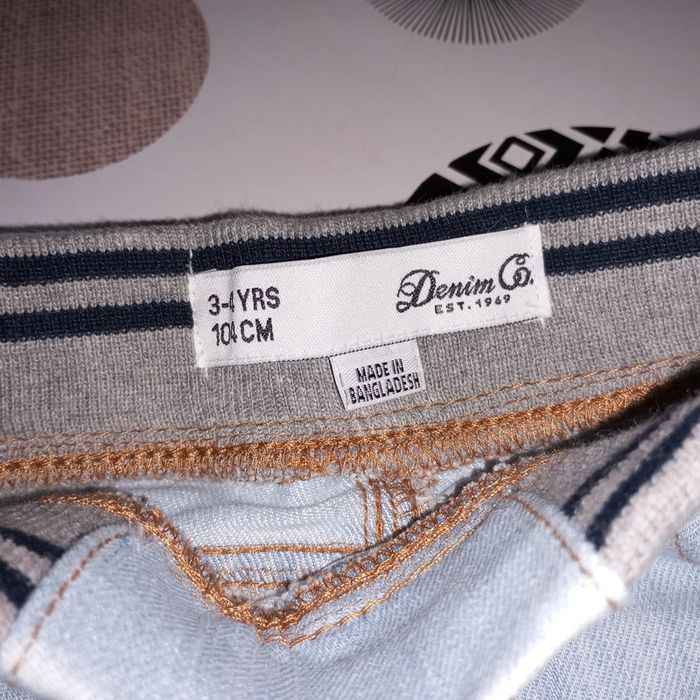 3-4 YRS
104 CM
Denim Co.
EST. 1969
MADE IN
BANGLADESH